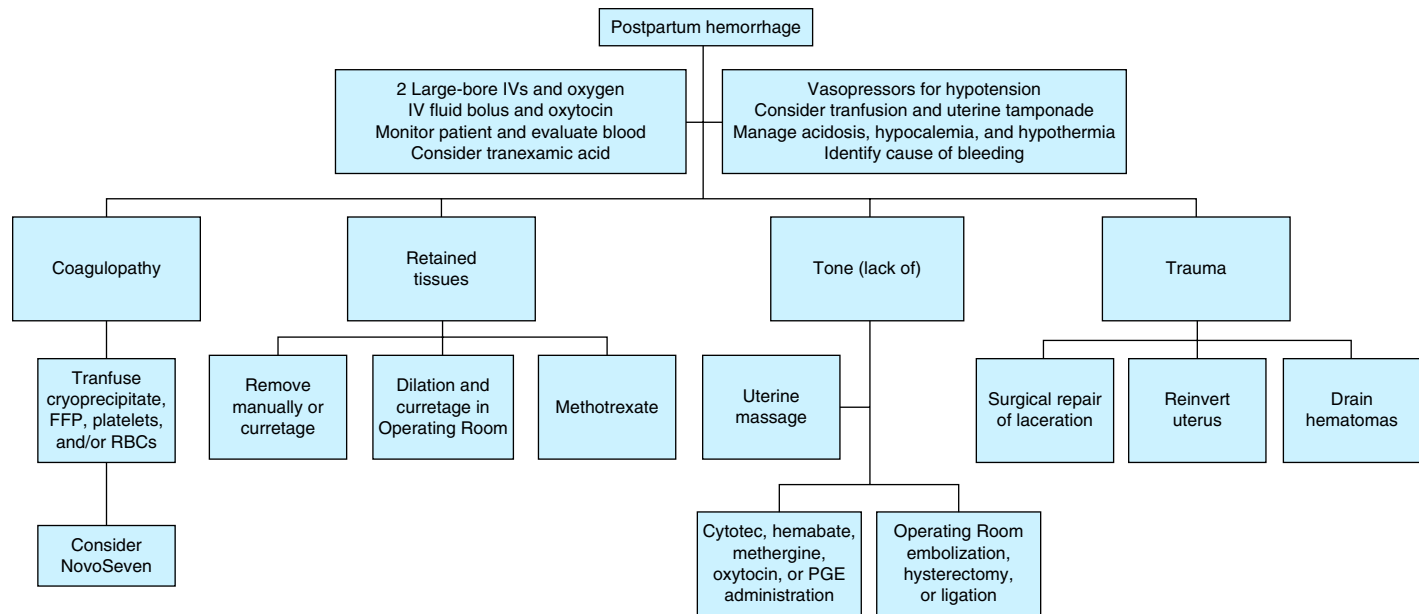 Postpartum hemorrhage
2 Large-bore IVs and oxygen
IV fluid bolus and oxytocin
Monitor patient and evaluate blood
Consider tranexamic acid
Vasopressors for hypotension
Consider tranfusion and uterine tamponade
Manage acidosis, hypocalemia, and hypothermia
Identify cause of bleeding
Coagulopathy
Retained
tissues
Tone (lack of)
Trauma
Tranfuse
cryoprecipitate,
FFP, platelets,
and/or RBCs
Remove
manually or
curretage
Dilation and
curretage in
Operating Room
Methotrexate
Uterine
massage
Surgical repair
of laceration
Reinvert
uterus
Drain
hematomas
Consider
NovoSeven
Cytotec, hemabate,
methergine,
oxytocin, or PGE
administration
Operating Room
embolization,
hysterectomy,
or ligation